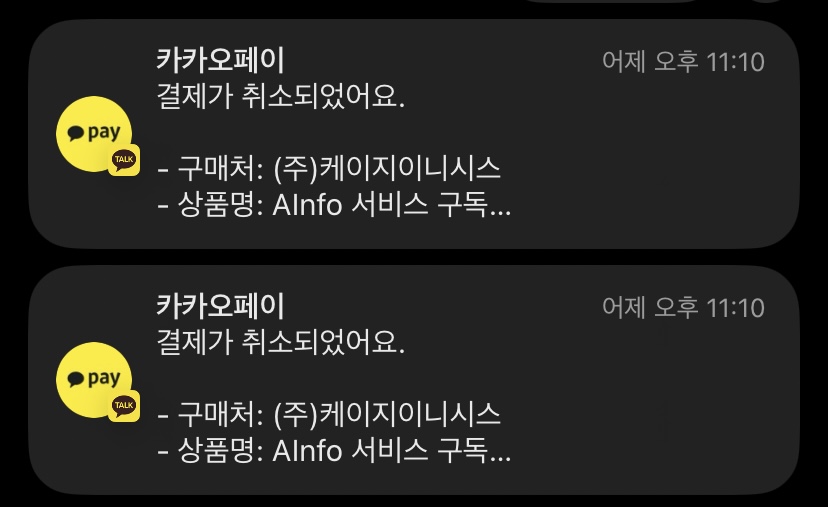 카카오페이
어제 오후 11:10
결제가 취소되었어요.
pay
TALK
- 구매처: (주)케이지이니시스
- 상품명: AInfo 서비스 구독...
카카오페이
어제 오후 11:10
결제가 취소되었어요.
pay
TALK
- 구매처: (주)케이지이니시스
- 상품명: AInfo 서비스 구독...